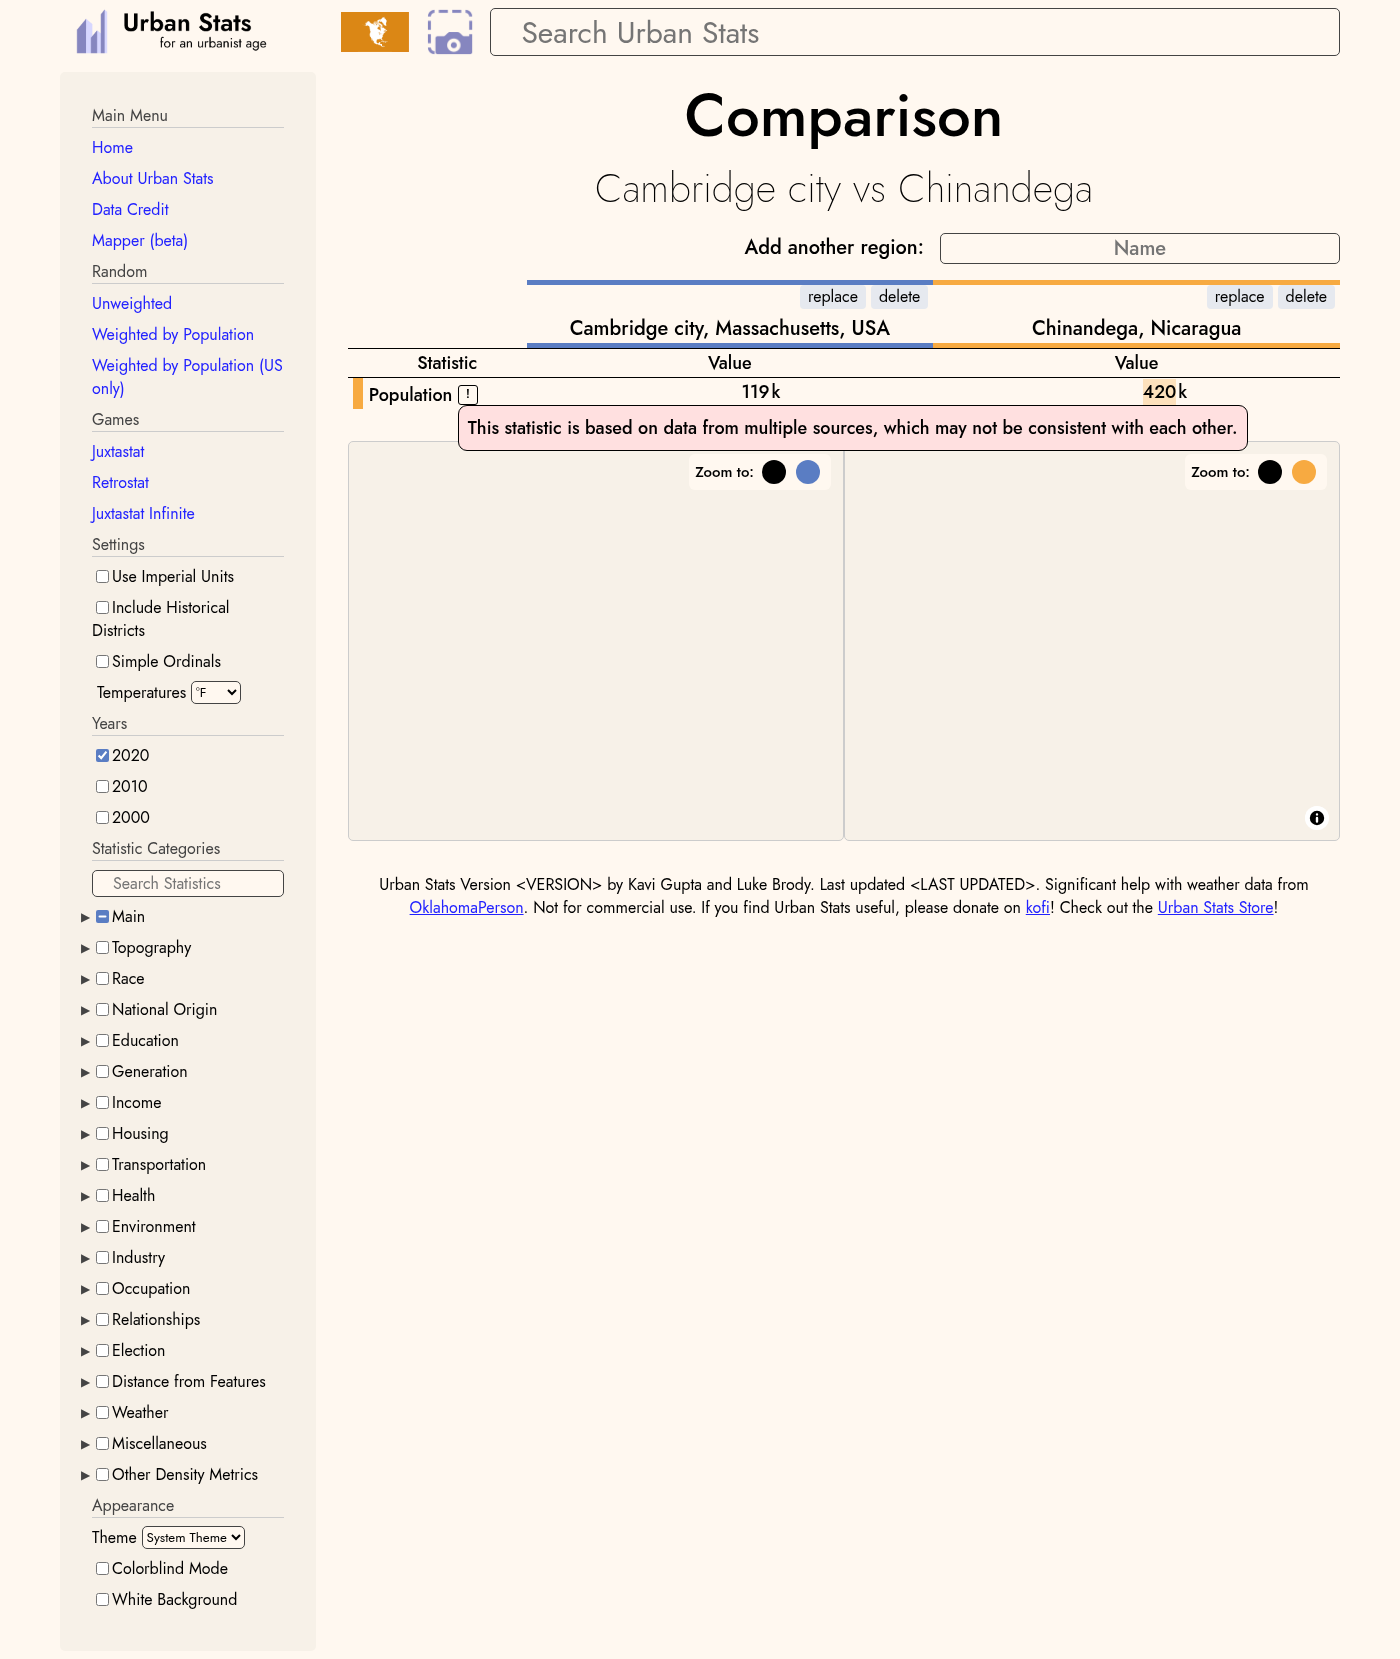 Urban Stats
for an urbanist age
Search Urban Stats
Main Menu
Home
About Urban Stats
Data Credit
Mapper (beta)
Random
Unweighted
Weighted by Population
Weighted by Population (US
only)
Games
Juxtastat
Retrostat
Juxtastat Infinite
Settings
Use Imperial Units
Include Historical
Districts
Simple Ordinals
Temperatures °F
Years
2020
2010
2000
Statistic Categories
Search Statistics
Main
Topography
Race
National Origin
Education
Generation
Income
Housing
Transportation
Health
Environment
Industry
Occupation
Relationships
Election
Distance from Features
Weather
Miscellaneous
Other Density Metrics
Appearance
Theme System Theme
Colorblind Mode
White Background
Comparison
Cambridge city vs Chinandega
Add another region: Name
replace delete replace delete
Cambridge city, Massachusetts, USA Chinandega, Nicaragua
Statistic Value Value
Population ! 119k 420k
This statistic is based on data from multiple sources, which may not be consistent with each other.
Zoom to: Zoom to:
Urban Stats Version <VERSION> by Kavi Gupta and Luke Brody. Last updated <LAST UPDATED>. Significant help with weather data from
OklahomaPerson. Not for commercial use. If you find Urban Stats useful, please donate on kofi! Check out the Urban Stats Store!